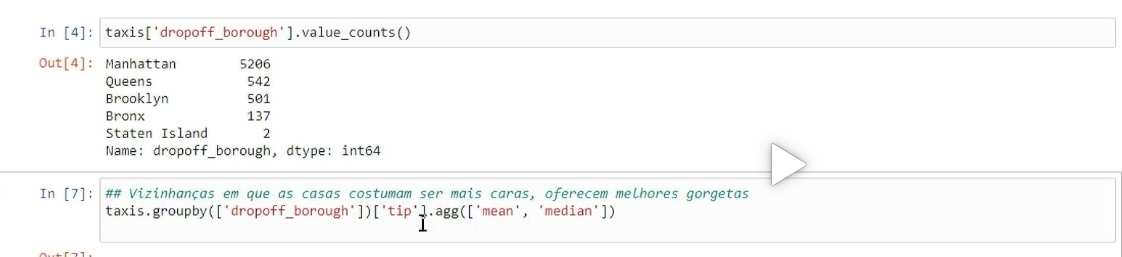 In [4]: taxis['dropoff_borough'].value_counts()
Out[4]: Manhattan 5206
Queens 542
Brooklyn 501
Bronx 137
Staten Island 2
Name: dropoff_borough, dtype: int64
In [7]: ## Vizinhanças em que as casas costumam ser mais caras, oferecem melhores gorgetas
taxis.groupby(['dropoff_borough'])['tip'].agg(['mean', 'median'])